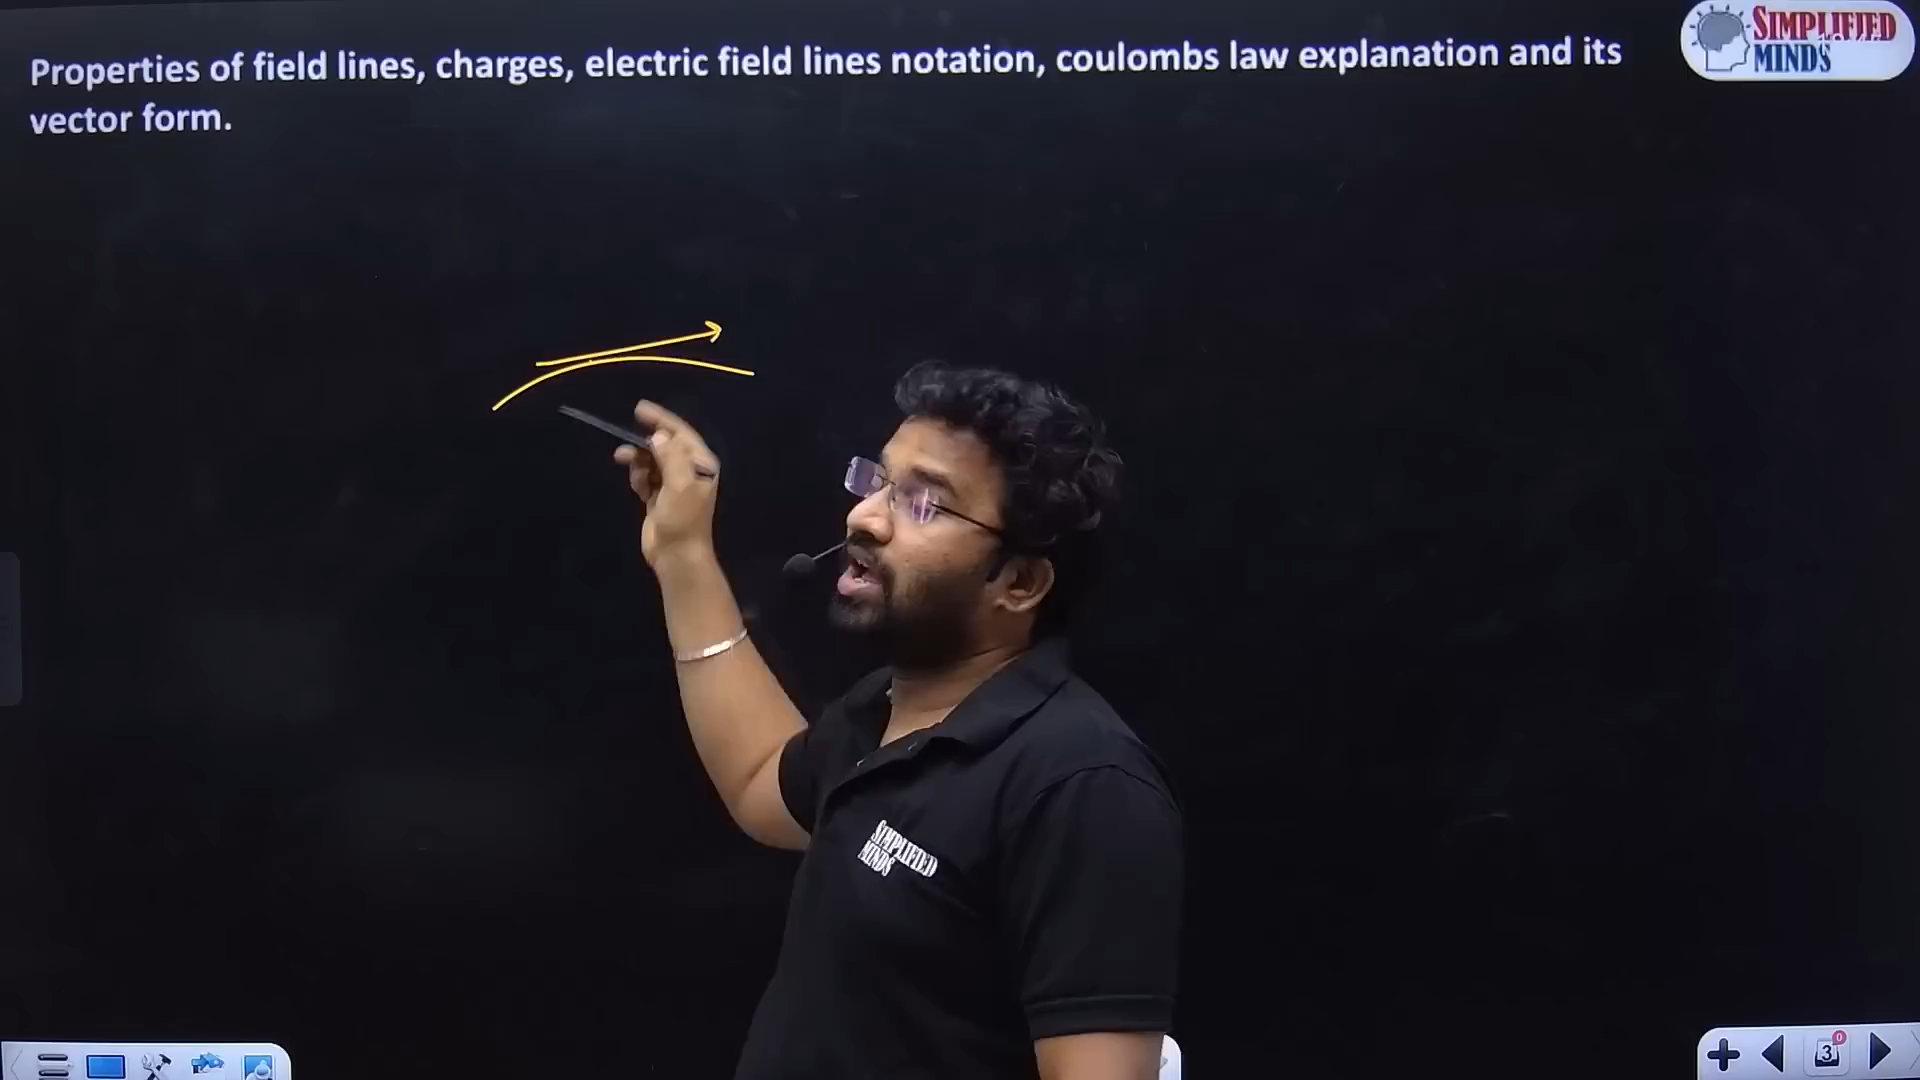 Properties of field lines, charges, electric field lines notation, coulombs law explanation and its
vector form.
SIMPLIFIED
MINDS
SIMPLIFIED
MINDS
3
0